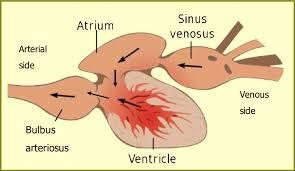 Atrium
Sinus
venosus
Arterial
side
Venous
side
Bulbus
arteriosus
Ventricle